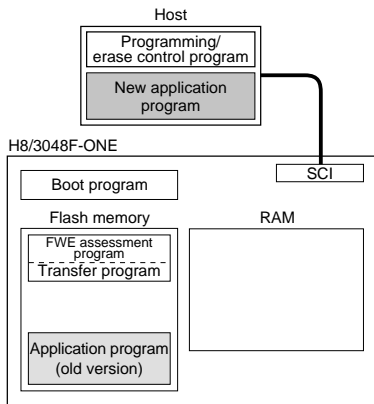 Host
Programming/
erase control program
New application
program
H8/3048F-ONE
SCI
Boot program
Flash memory
RAM
FWE assessment
program
Transfer program
Application program
(old version)